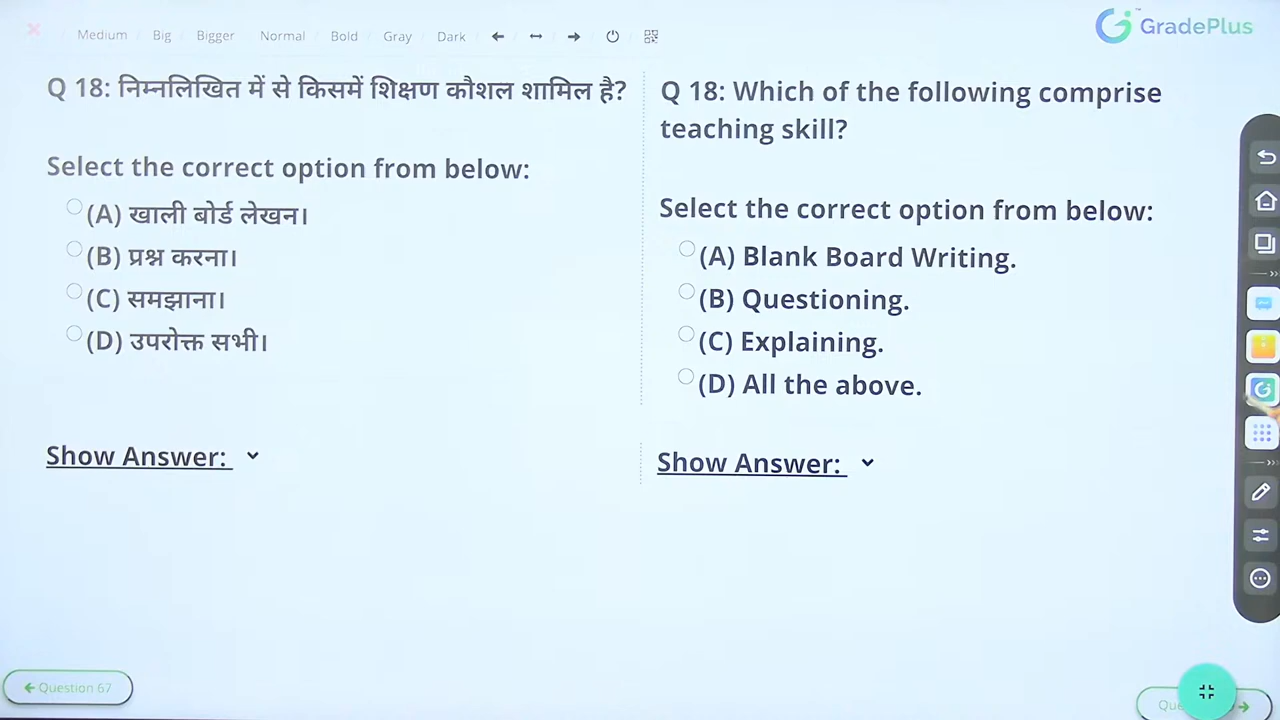 Medium / Big / Bigger / Normal / Bold / Gray / Dark
GradePlus
Q 18: निम्नलिखित में से किसमें शिक्षण कौशल शामिल है?
Select the correct option from below:
(A) खाली बोर्ड लेखन।
(B) प्रश्न करना।
(C) समझाना।
(D) उपरोक्त सभी।
Show Answer:
Q 18: Which of the following comprise
teaching skill?
Select the correct option from below:
(A) Blank Board Writing.
(B) Questioning.
(C) Explaining.
(D) All the above.
Show Answer:
Question 67